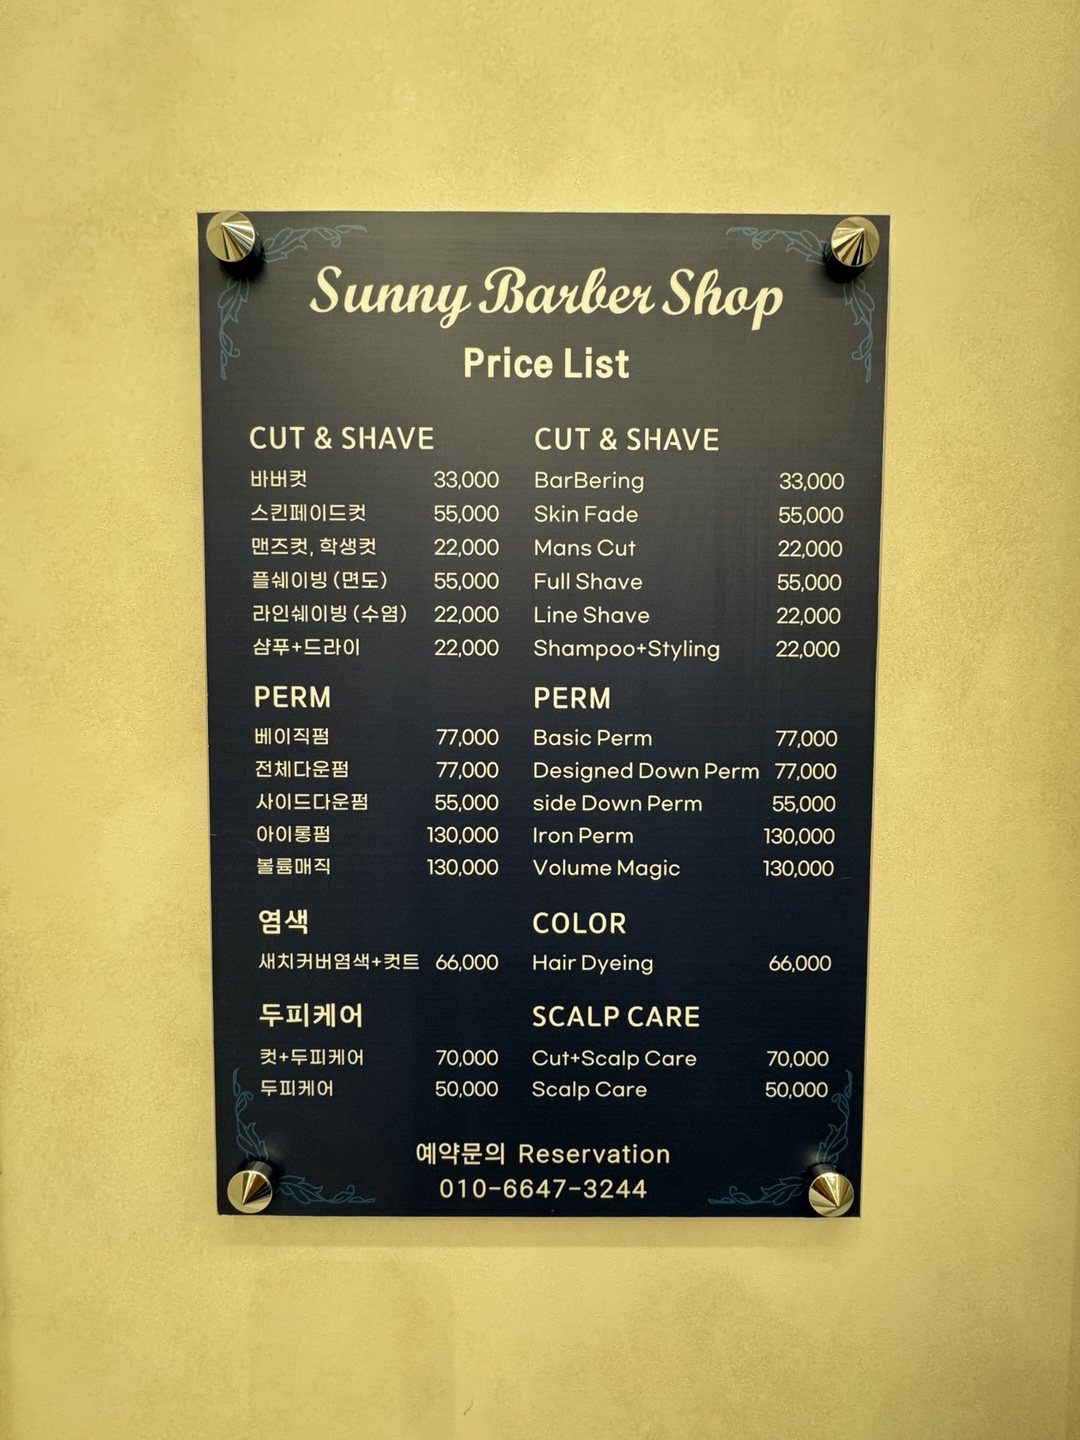 Sunny Barber Shop
Price List
CUT & SHAVE
바버컷 33,000
스킨페이드컷 55,000
맨즈컷, 학생컷 22,000
플쉐이빙 (면도) 55,000
라인쉐이빙 (수염) 22,000
샴푸+드라이 22,000
PERM
베이직펌 77,000
전체다운펌 77,000
사이드다운펌 55,000
아이롱펌 130,000
볼륨매직 130,000
염색
새치커버염색+컷트 66,000
두피케어
컷+두피케어 70,000
두피케어 50,000
CUT & SHAVE
BarBering 33,000
Skin Fade 55,000
Mans Cut 22,000
Full Shave 55,000
Line Shave 22,000
Shampoo+Styling 22,000
PERM
Basic Perm 77,000
Designed Down Perm 77,000
side Down Perm 55,000
Iron Perm 130,000
Volume Magic 130,000
COLOR
Hair Dyeing 66,000
SCALP CARE
Cut+Scalp Care 70,000
Scalp Care 50,000
예약문의 Reservation
010-6647-3244